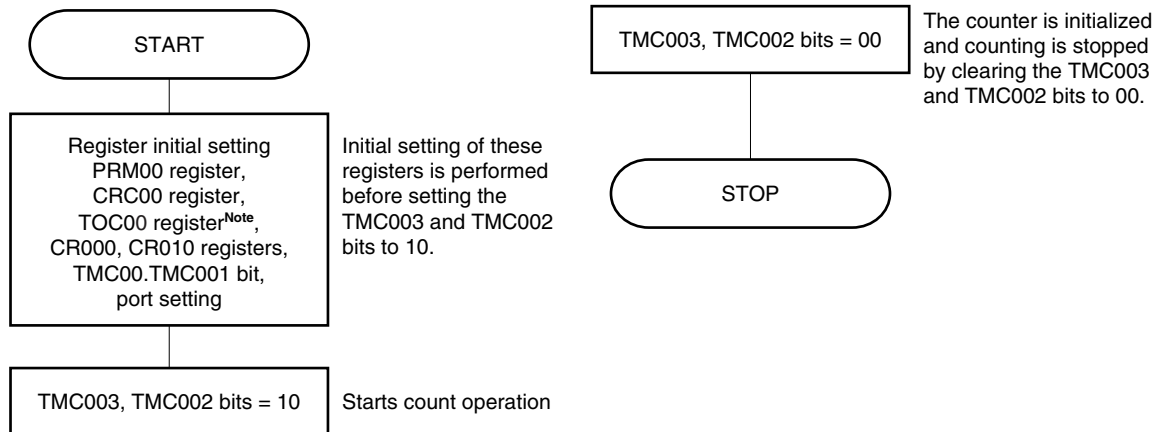 START
Register initial setting
PRM00 register,
CRC00 register,
TOC00 registerNote,
CR000, CR010 registers,
TMC00.TMC001 bit,
port setting
Initial setting of these
registers is performed
before setting the
TMC003 and TMC002
bits to 10.
TMC003, TMC002 bits = 10
Starts count operation
TMC003, TMC002 bits = 00
The counter is initialized
and counting is stopped
by clearing the TMC003
and TMC002 bits to 00.
STOP